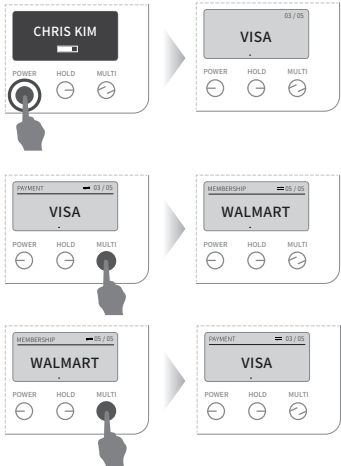 CHRIS KIM
POWER HOLD MULTI
03 / 05
VISA
POWER HOLD MULTI
PAYMENT 03 / 05
VISA
POWER HOLD MULTI
MEMBERSHIP 05 / 05
WALMART
POWER HOLD MULTI
MEMBERSHIP 05 / 05
WALMART
POWER HOLD MULTI
PAYMENT 03 / 05
VISA
POWER HOLD MULTI